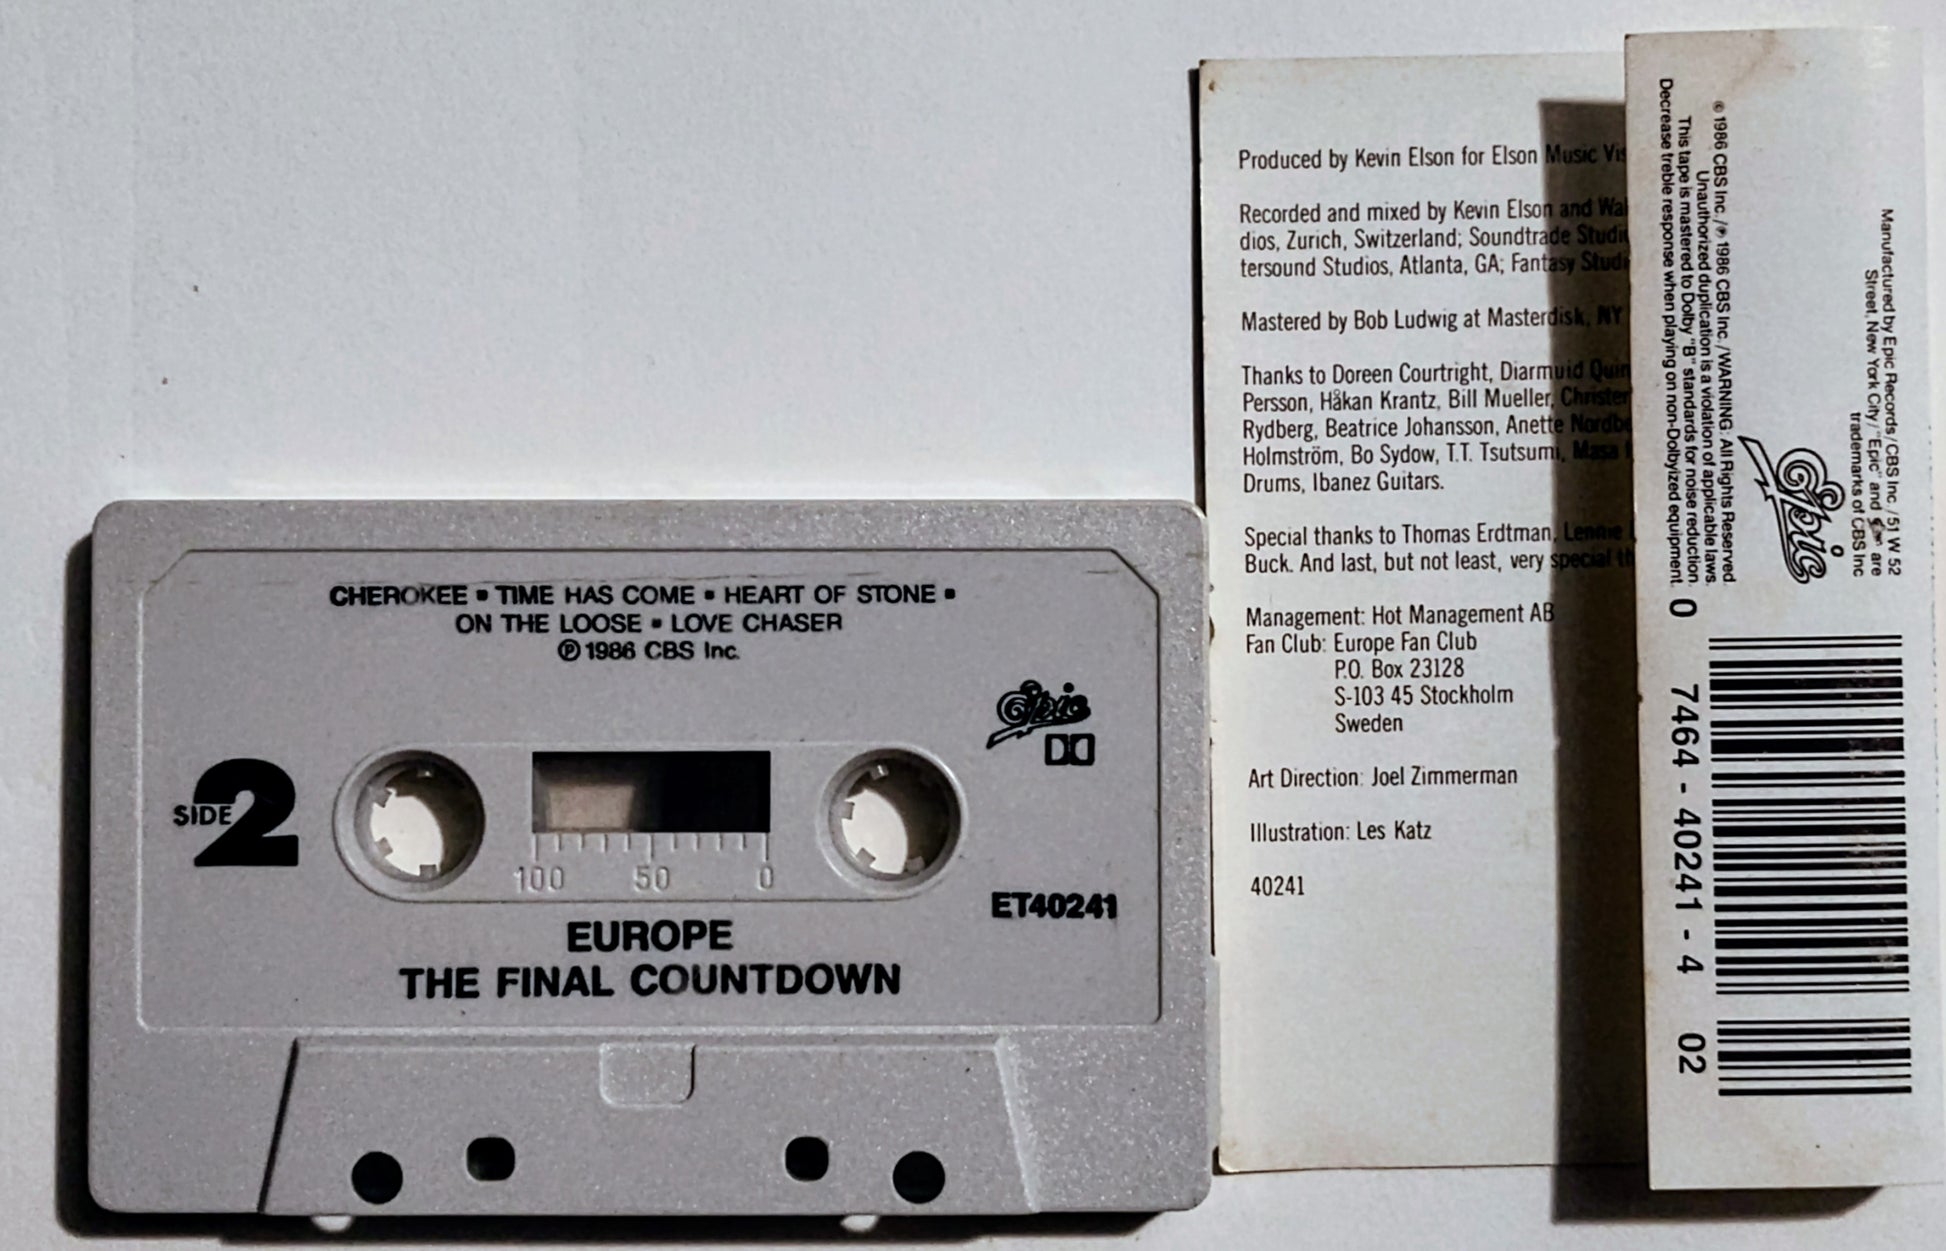 CHEROKEE ▪ TIME HAS COME ▪ HEART OF STONE ▪
ON THE LOOSE ▪ LOVE CHASER
℗ 1986 CBS Inc.
Epic
SIDE 2
100 50 0
ET40241
EUROPE
THE FINAL COUNTDOWN
Produced by Kevin Elson for Elson Music
Recorded and mixed by Kevin Elson and
dios, Zurich, Switzerland; Soundtrade
tersound Studios, Atlanta, GA; Fantasy
Mastered by Bob Ludwig at Masterdisk, NY
Thanks to Doreen Courtright, Diarmuid
Persson, Håkan Krantz, Bill Mueller, Christer
Rydberg, Beatrice Johansson, Anette
Holmström, Bo Sydow, T.T. Tsutsumi, Masa
Drums, Ibanez Guitars.
Special thanks to Thomas Erdtman, Lennie
Buck. And last, but not least, very special
Management: Hot Management AB
Fan Club: Europe Fan Club
P.O. Box 23128
S-103 45 Stockholm
Sweden
Art Direction: Joel Zimmerman
Illustration: Les Katz
40241
Manufactured by Epic Records/CBS Inc./51 W 52
Street, New York City/"Epic" and Epic are
trademarks of CBS Inc
Epic
© 1986 CBS Inc./℗ 1986 CBS Inc./WARNING: All Rights Reserved.
Unauthorized duplication is a violation of applicable laws.
This tape is mastered to Dolby "B" standards for noise reduction.
Decrease treble response when playing on non-Dolbyized equipment.
0 7464-40241-4 02